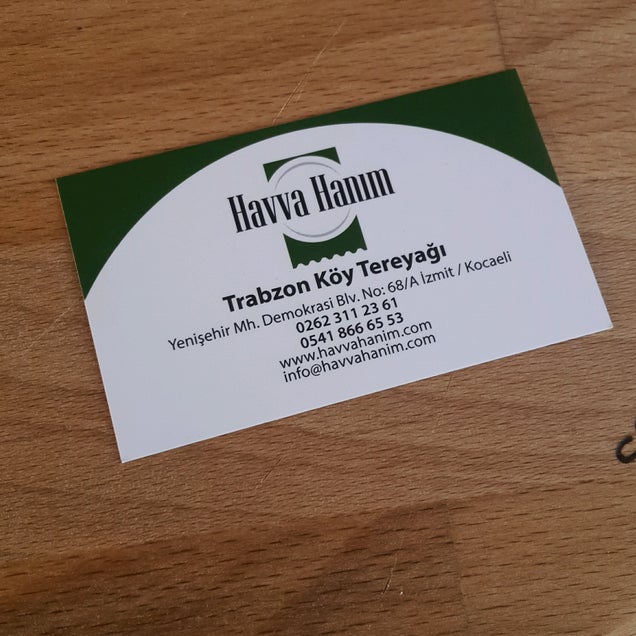 Havva Hanım
Trabzon Köy Tereyağı
Yenişehir Mh. Demokrasi Blv. No: 68/A İzmit / Kocaeli
0262 311 23 61
0541 866 65 53
www.havvahanim.com
info@havvahanim.com